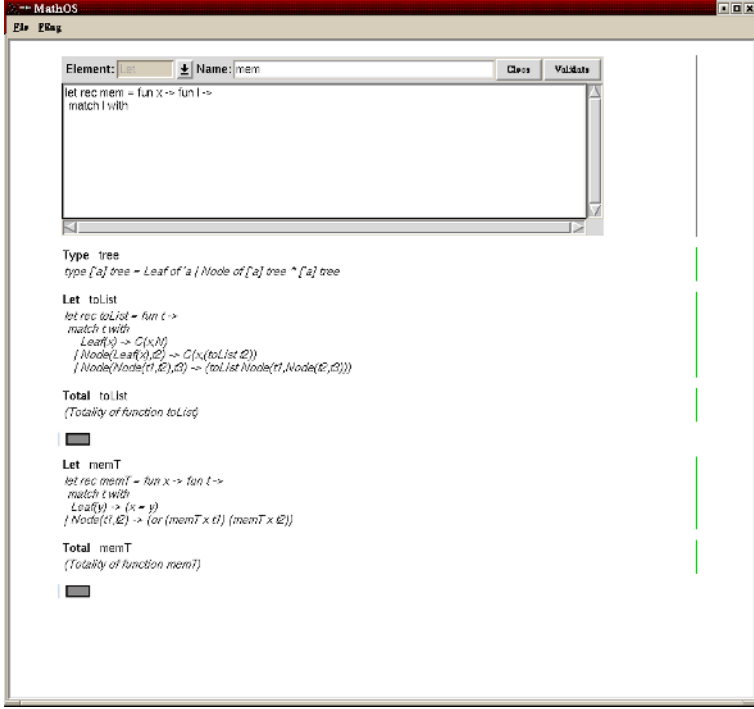 MathOS
File PEng
Element: Let Name: mem Clear Validate
let rec mem = fun x -> fun l ->
match l with
Type tree
type ['a] tree = Leaf of 'a | Node of ['a] tree * ['a] tree
Let toList
let rec toList = fun t ->
match t with
Leaf(x) -> C(x,N)
| Node(Leaf(x),t2) -> C(x,(toList t2))
| Node(Node(t1,t2),t3) -> (toList Node(t1,Node(t2,t3)))
Total toList
(Totality of function toList)
Let memT
let rec memT = fun x -> fun t ->
match t with
Leaf(y) -> (x = y)
| Node(t1,t2) -> (or (memT x t1) (memT x t2))
Total memT
(Totality of function memT)